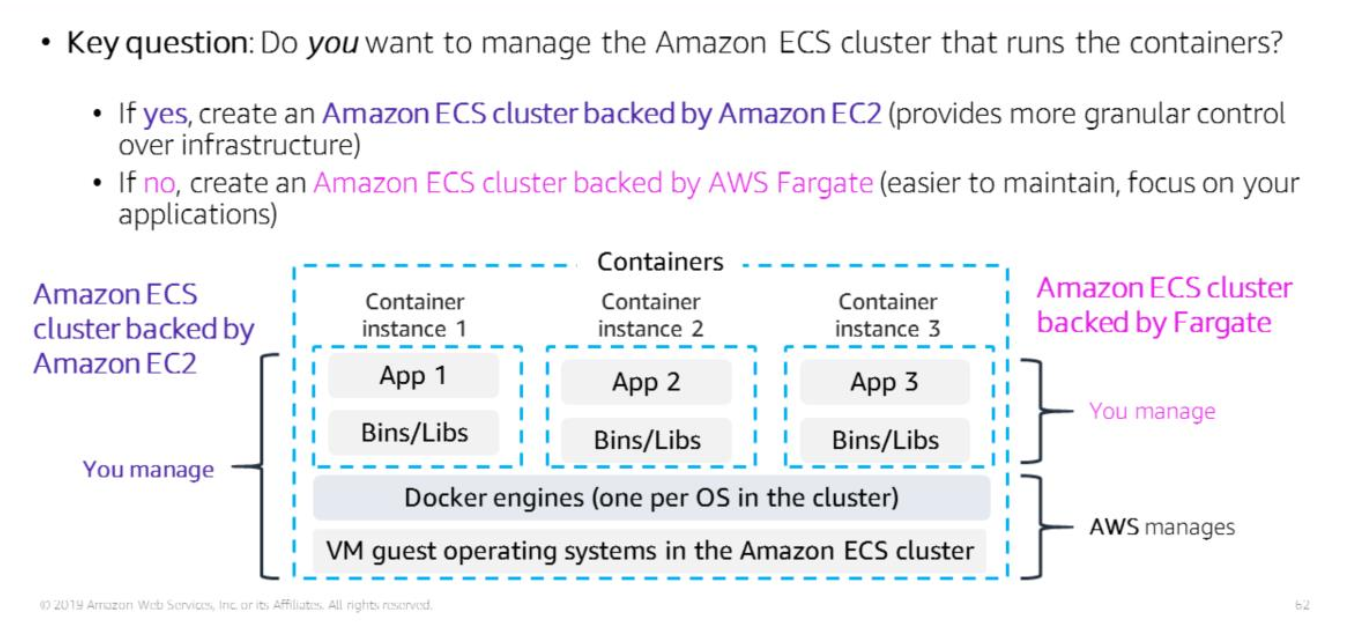 • Key question: Do you want to manage the Amazon ECS cluster that runs the containers?
• If yes, create an Amazon ECS cluster backed by Amazon EC2 (provides more granular control
over infrastructure)
• If no, create an Amazon ECS cluster backed by AWS Fargate (easier to maintain, focus on your
applications)
Containers
Amazon ECS
cluster backed by
Amazon EC2
You manage
Container
instance 1
App 1
Bins/Libs
Container
instance 2
App 2
Bins/Libs
Container
instance 3
App 3
Bins/Libs
Docker engines (one per OS in the cluster)
VM guest operating systems in the Amazon ECS cluster
Amazon ECS cluster
backed by Fargate
You manage
AWS manages
© 2019 Amazon Web Services, Inc. or its Affiliates. All rights reserved.
62